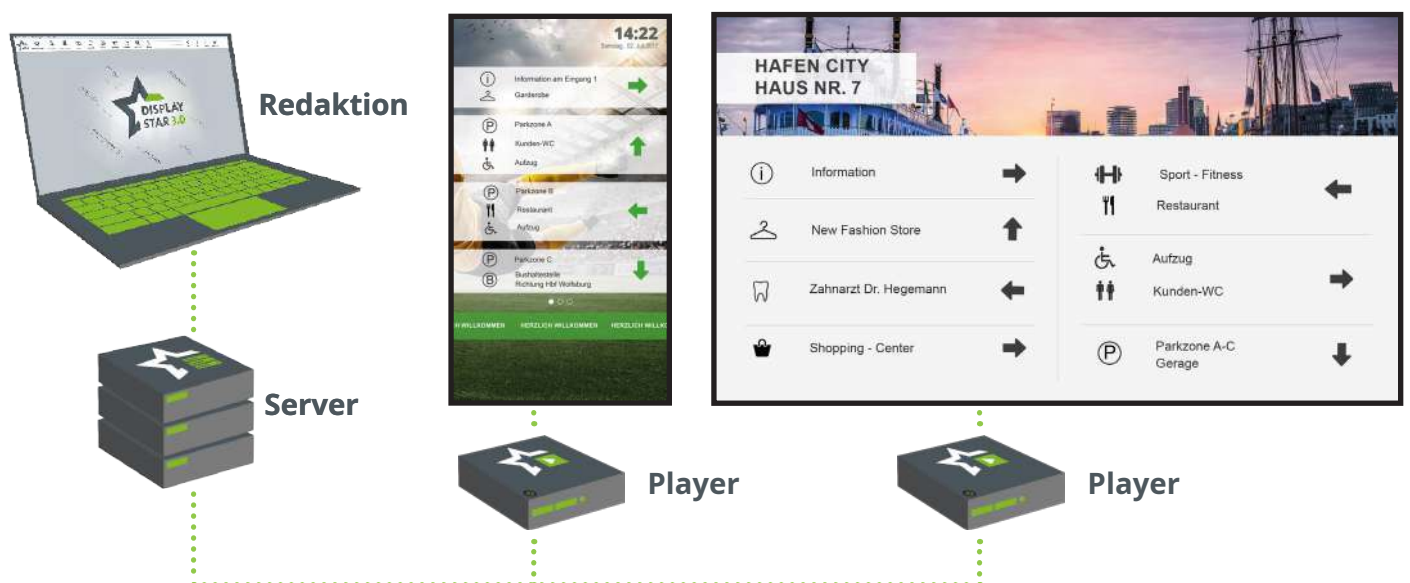 DISPLAY
STAR 3.0
Redaktion
Server
14:22
Information am Eingang 1
Garderobe
P Parkzone A
Kunden-WC
Aufzug
P Parkzone B
Restaurant
Aufzug
P Parkzone C
B Bushaltestelle
Richtung Hbf Wolfsburg
HERZLICH WILLKOMMEN
Player
HAFEN CITY
HAUS NR. 7
i Information
New Fashion Store
Zahnarzt Dr. Hegemann
Shopping - Center
Sport - Fitness
Restaurant
Aufzug
Kunden-WC
P Parkzone A-C
Gerage
Player